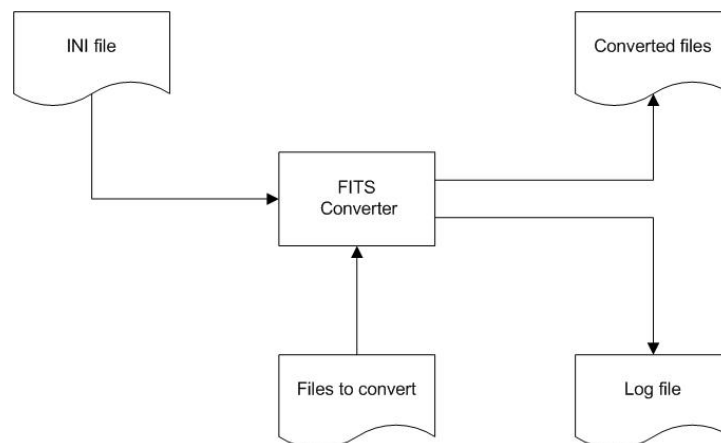 INI file
Converted files
FITS
Converter
Files to convert
Log file